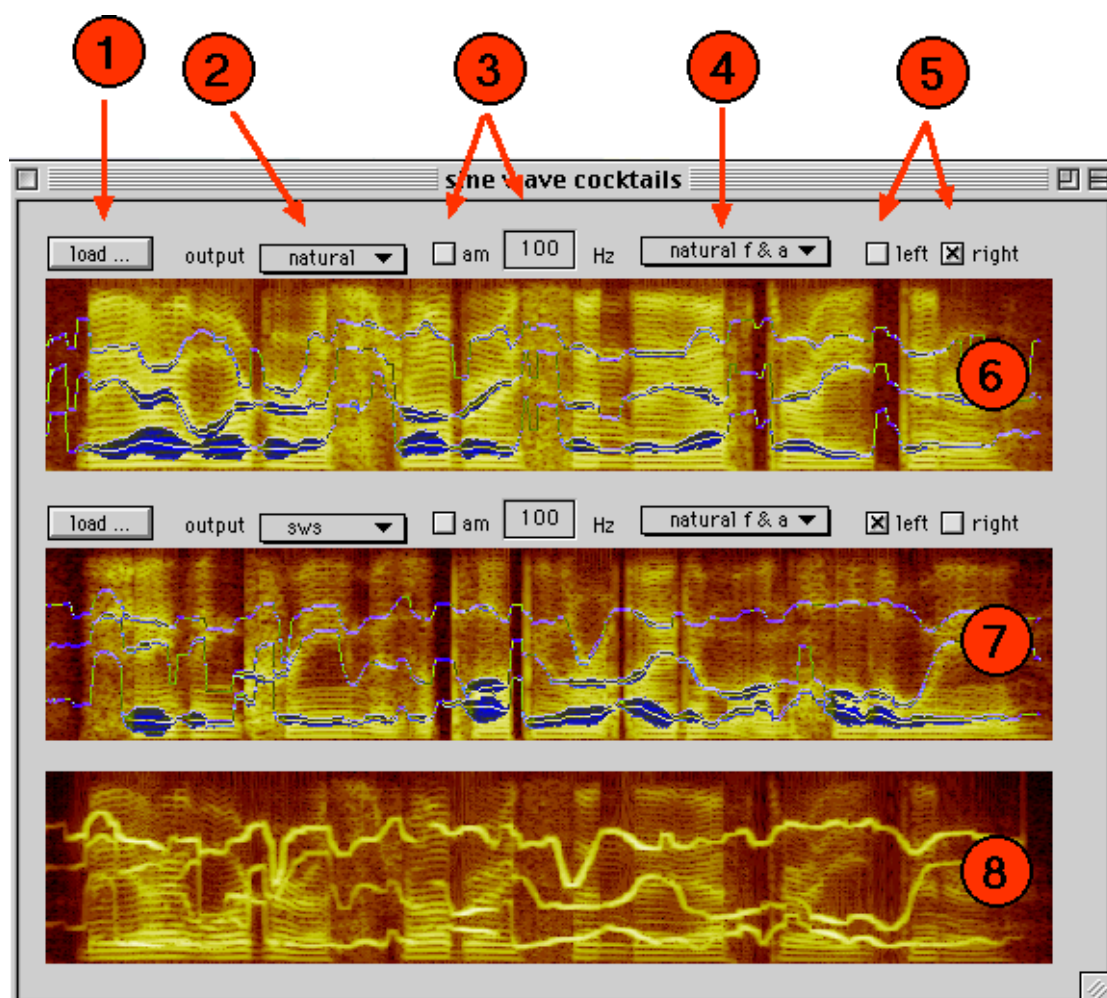 1 2 3 4 5
sine wave cocktails
load ... output natural am 100 Hz natural f & a left right
6
load ... output sws am 100 Hz natural f & a left right
7
8